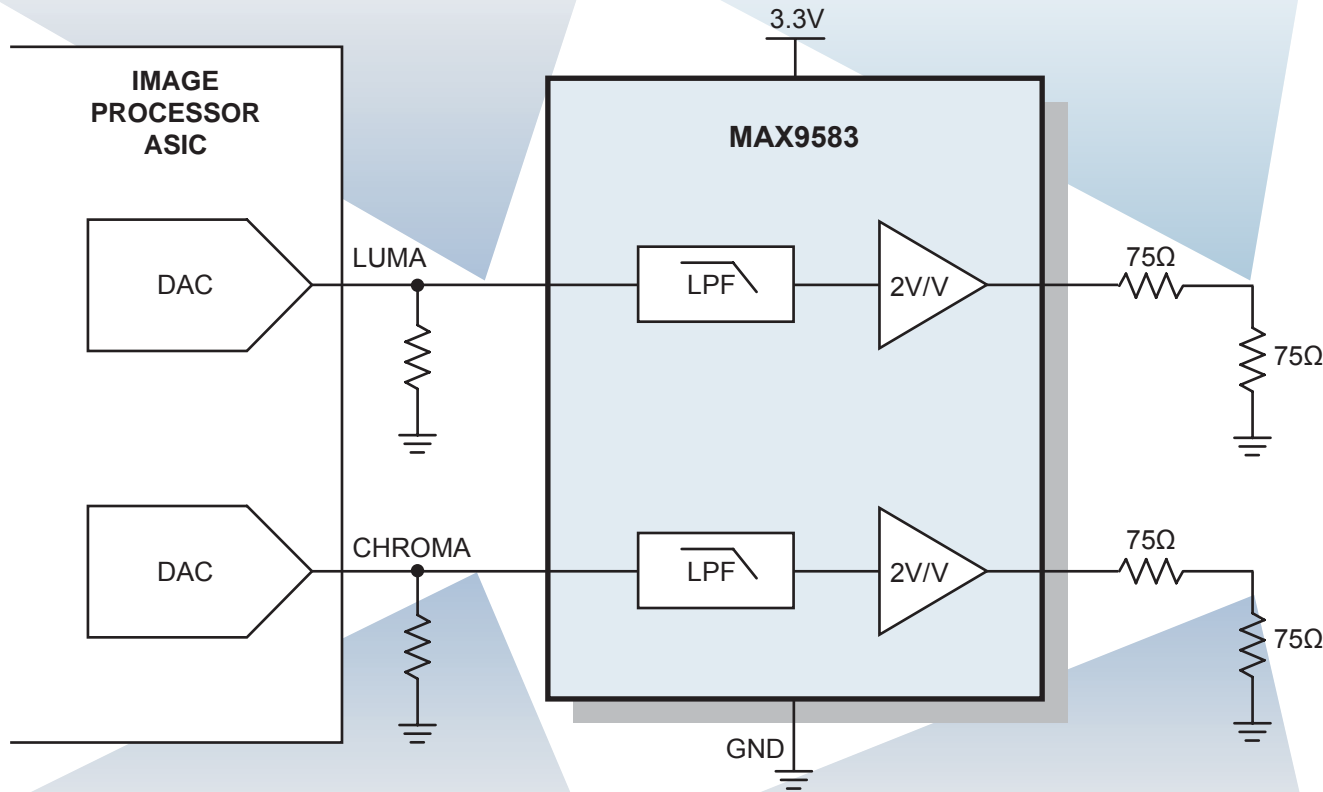 3.3V
IMAGE
PROCESSOR
ASIC
MAX9583
DAC
LUMA
LPF
2V/V
75Ω
75Ω
DAC
CHROMA
LPF
2V/V
75Ω
75Ω
GND